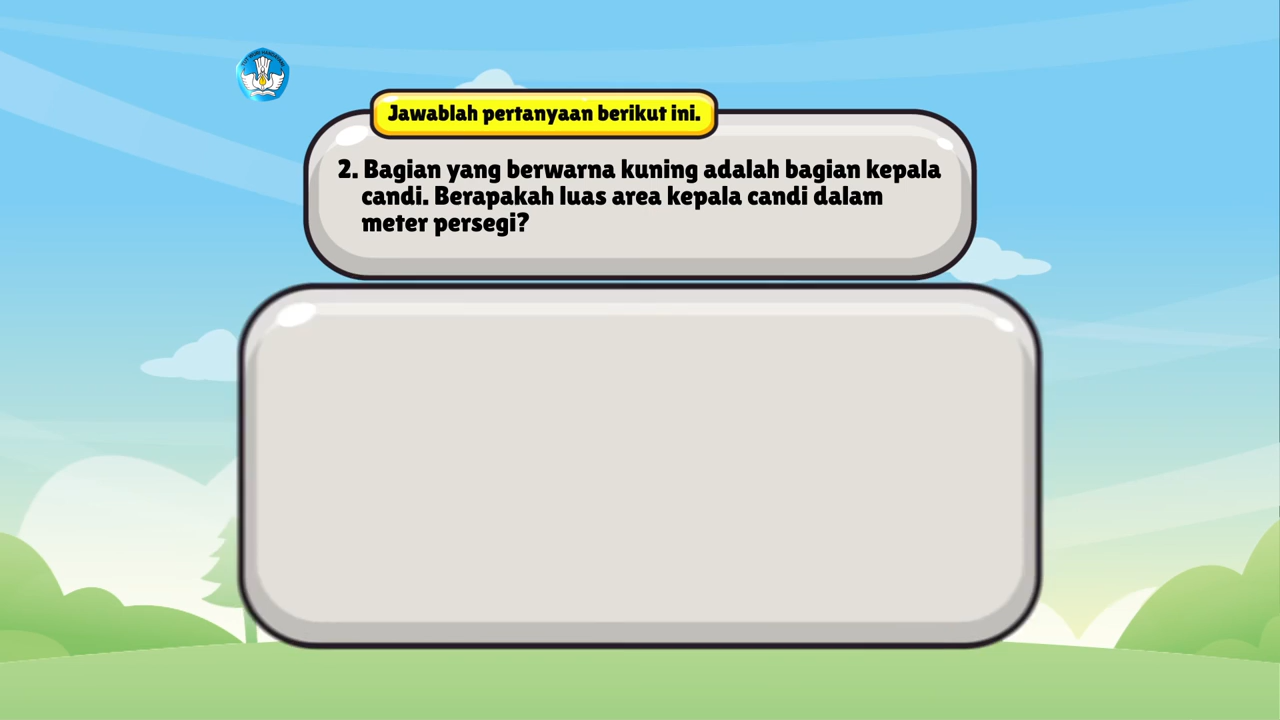 Jawablah pertanyaan berikut ini.
2. Bagian yang berwarna kuning adalah bagian kepala
candi. Berapakah luas area kepala candi dalam
meter persegi?